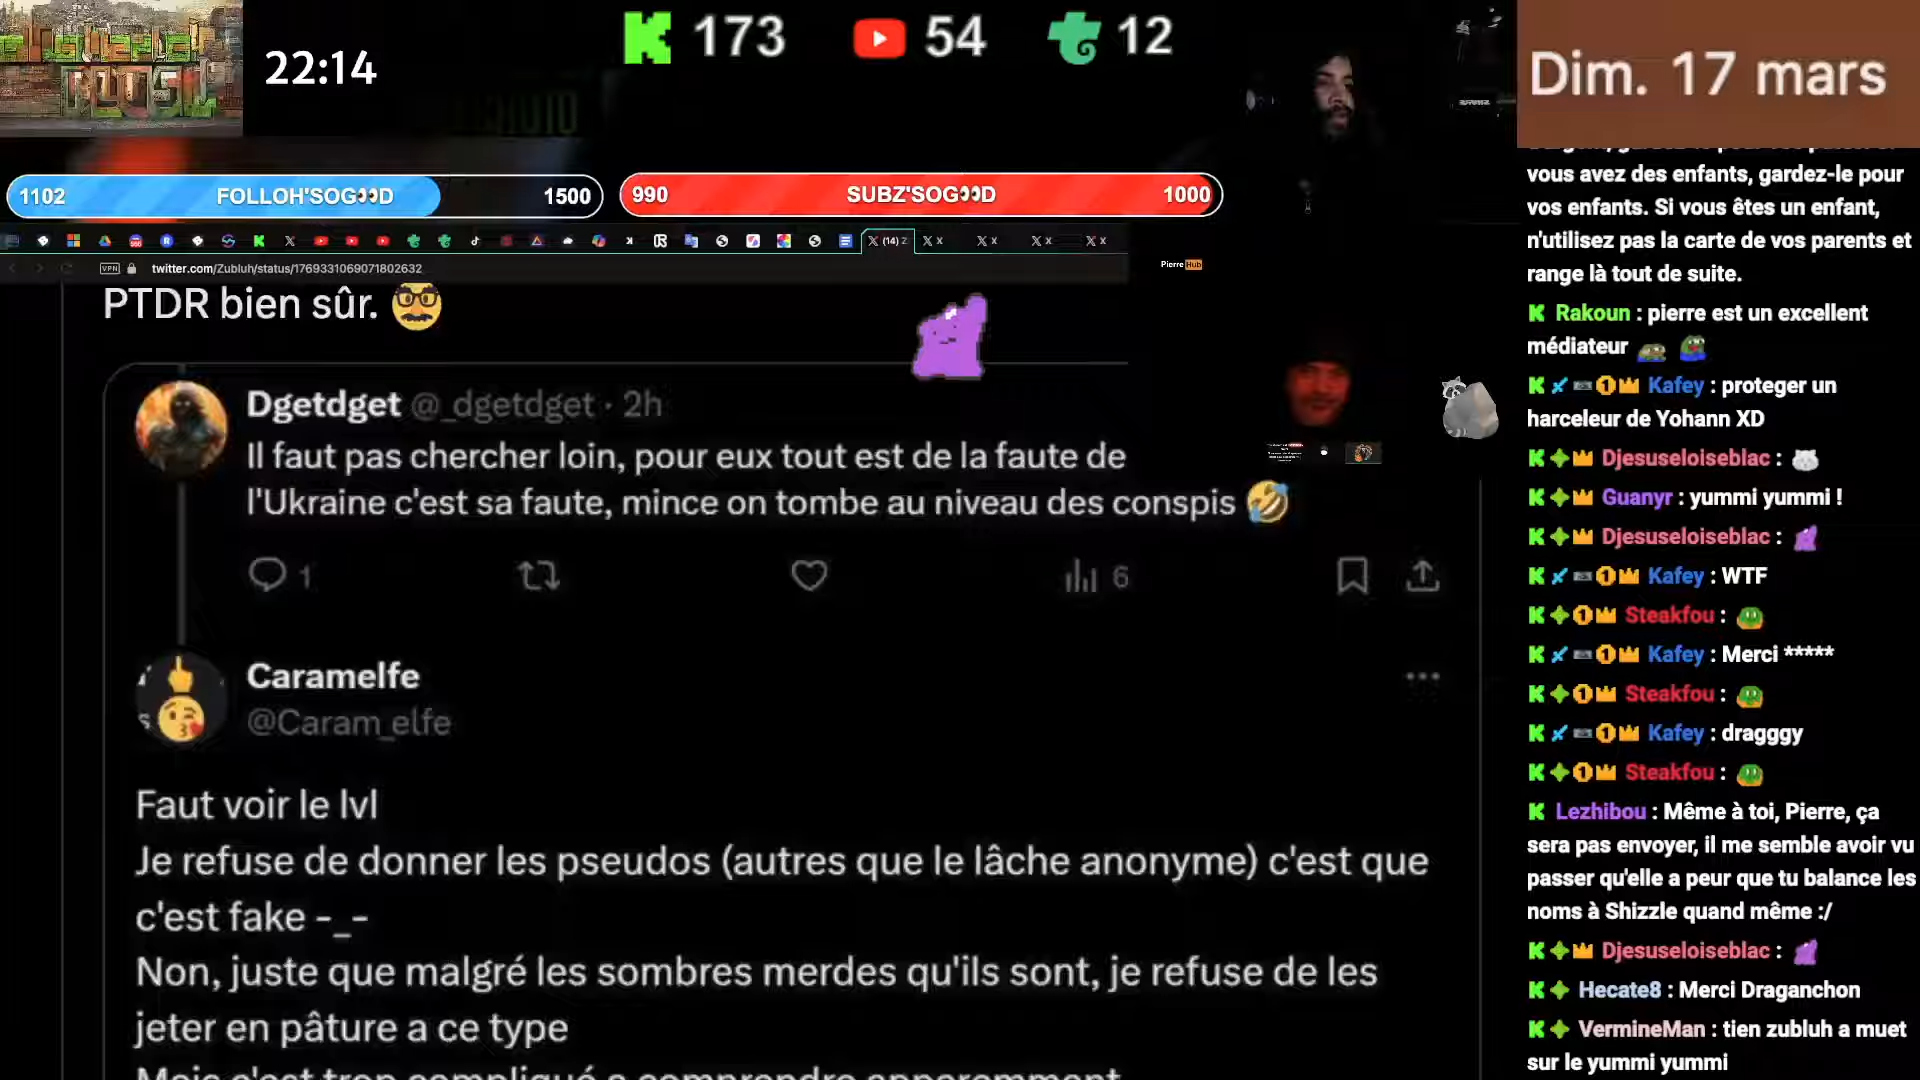 22:14
173
54
12
Dim. 17 mars
1102
FOLLOH'SOG👀D
1500
990
SUBZ'SOG👀D
1000
(14)
VPN
twitter.com/Zubluh/status/1769331069071802632
PierreHub
PTDR bien sûr. 🥸
Dgetdget @_dgetdget · 2h
Il faut pas chercher loin, pour eux tout est de la faute de
l'Ukraine c'est sa faute, mince on tombe au niveau des conspis 🤣
1
6
Caramelfe
@Caram_elfe
Faut voir le lvl
Je refuse de donner les pseudos (autres que le lâche anonyme) c'est que
c'est fake -_-
Non, juste que malgré les sombres merdes qu'ils sont, je refuse de les
jeter en pâture a ce type
Mais c'est trop compliqué a comprendre apparemment
vous avez des enfants, gardez-le pour
vos enfants. Si vous êtes un enfant,
n'utilisez pas la carte de vos parents et
range là tout de suite.
Rakoun : pierre est un excellent
médiateur
Kafey : proteger un
harceleur de Yohann XD
Djesuseloiseblac :
Guanyr : yummi yummi !
Djesuseloiseblac :
Kafey : WTF
Steakfou :
Kafey : Merci *****
Steakfou :
Kafey : dragggy
Steakfou :
Lezhibou : Même à toi, Pierre, ça
sera pas envoyer, il me semble avoir vu
passer qu'elle a peur que tu balance les
noms à Shizzle quand même :/
Djesuseloiseblac :
Hecate8 : Merci Draganchon
VermineMan : tien zubluh a muet
sur le yummi yummi